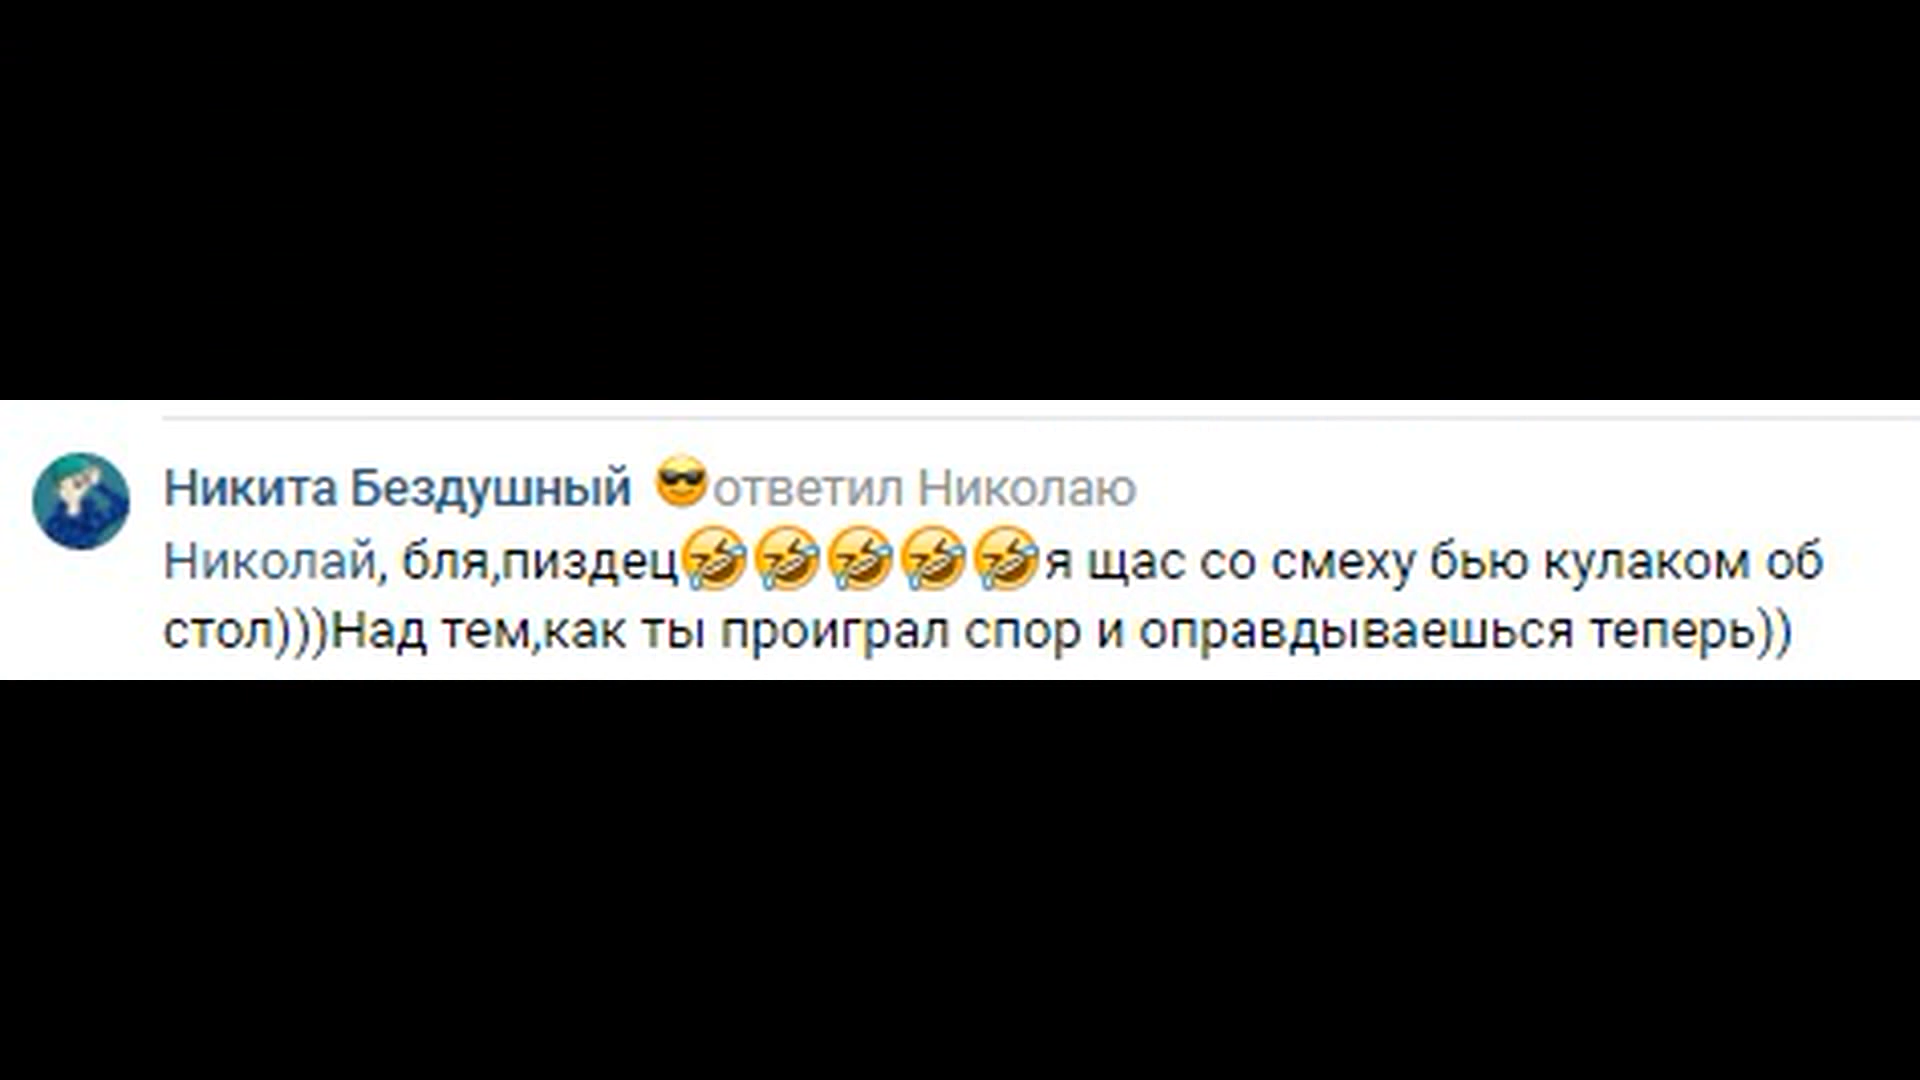 Никита Бездушный 😎ответил Николаю
Николай, бля,пиздец🤣🤣🤣🤣🤣я щас со смеху бью кулаком об
стол)))Над тем,как ты проиграл спор и оправдываешься теперь))